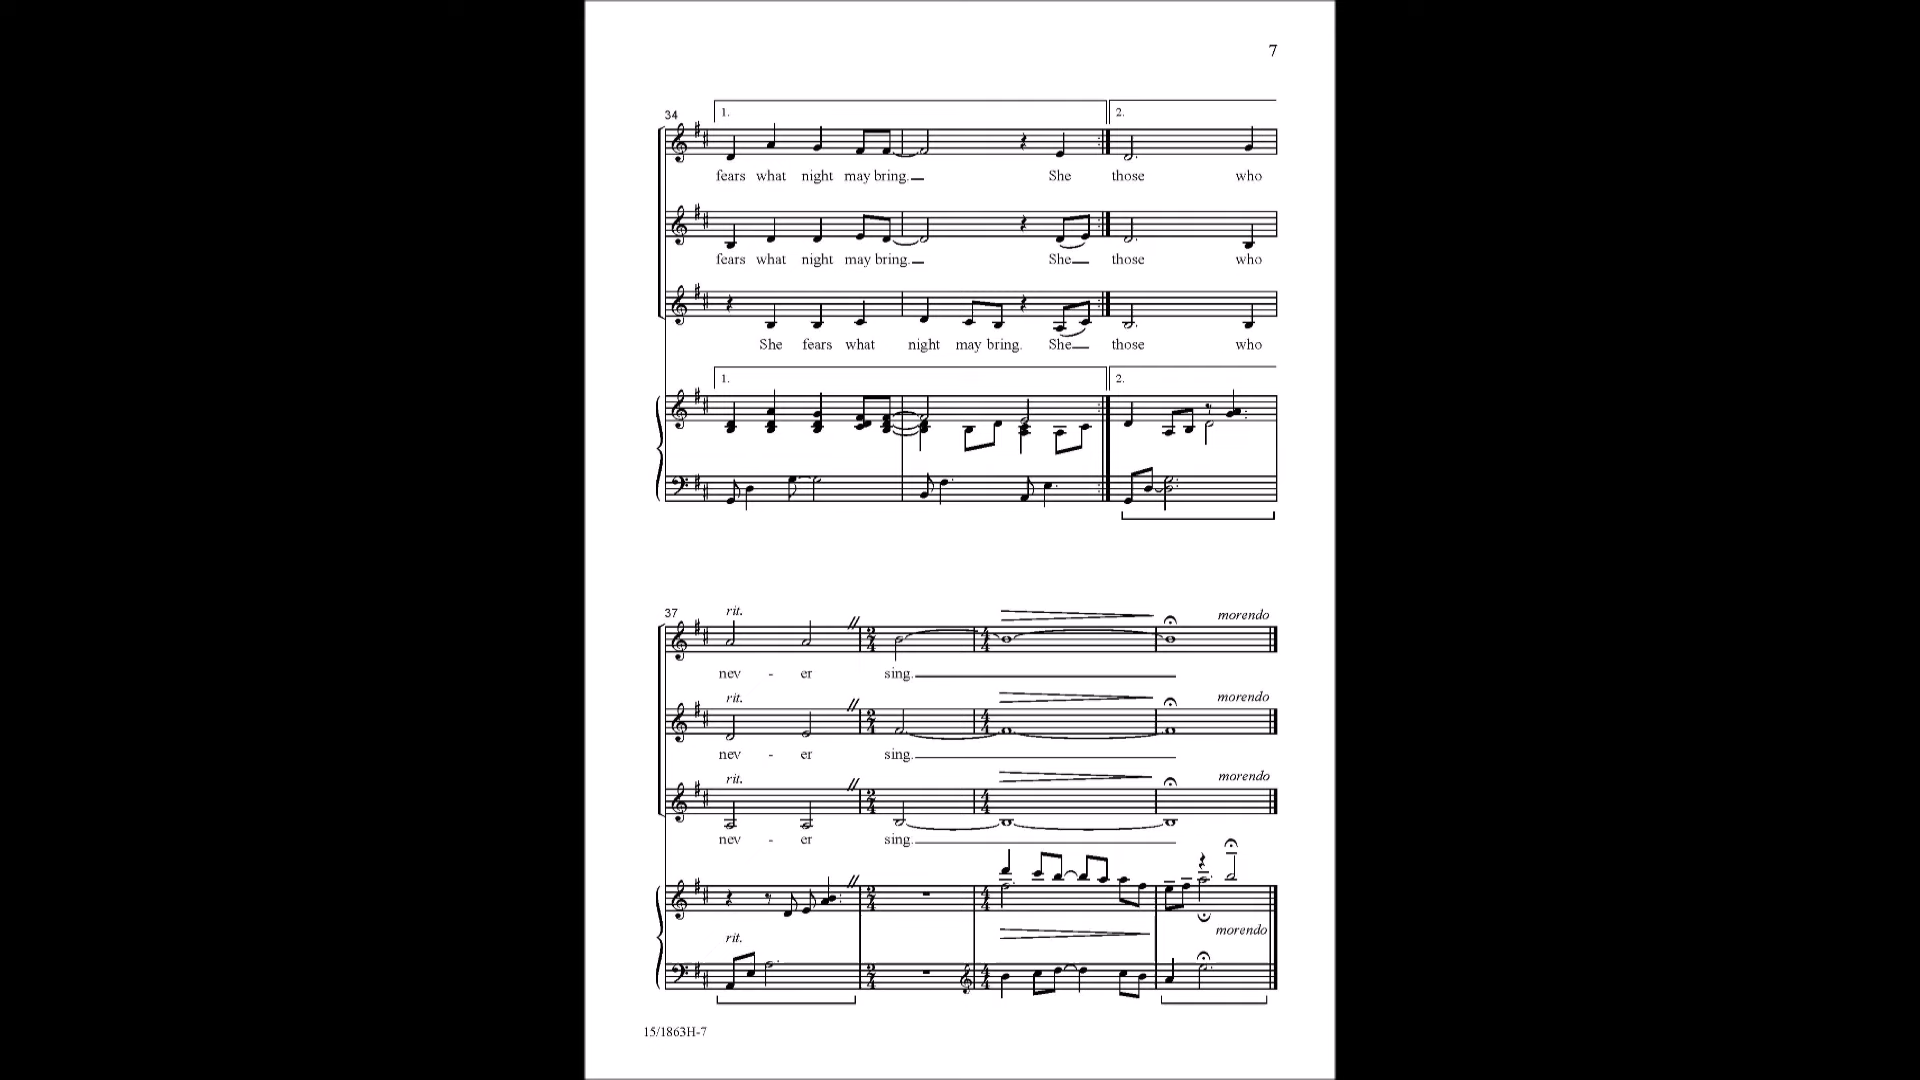 7
34
1. 2.
fears what night may bring. She those who
fears what night may bring. She those who
She fears what night may bring. She those who
1. 2.
37
rit. morendo
nev - er sing.
rit. morendo
nev - er sing.
rit. morendo
nev - er sing.
morendo
rit.
15/1863H-7